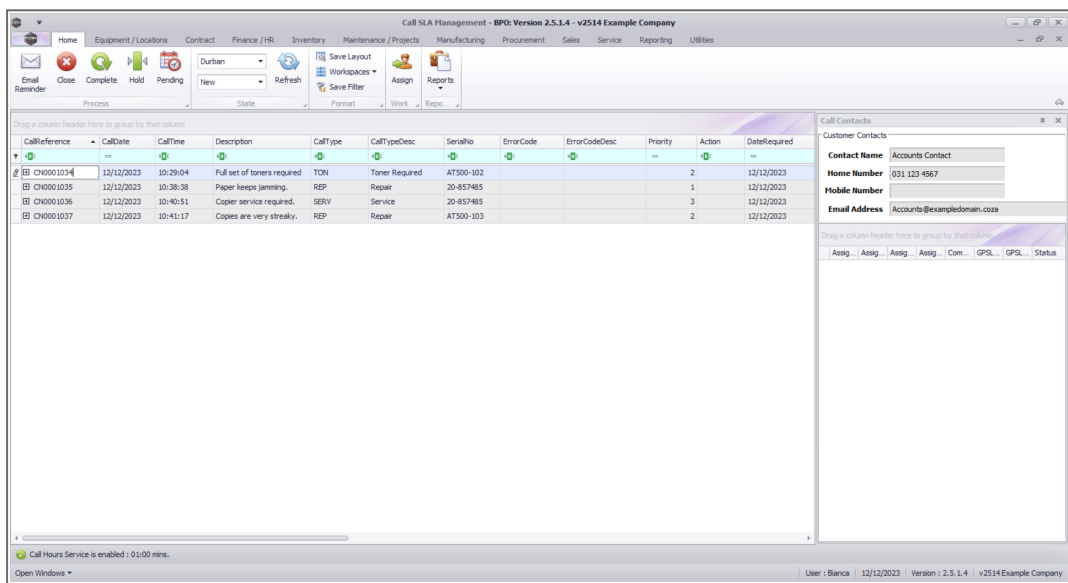 Call SLA Management - BPO: Version 2.5.1.4 - v2514 Example Company
Home Equipment / Locations Contract Finance / HR Inventory Maintenance / Projects Manufacturing Procurement Sales Service Reporting Utilities
Email Reminder Close Complete Hold Pending
Durban
New
Refresh
Save Layout
Workspaces
Save Filter
Assign
Reports
Process State Format Work Repo...
Drag a column header here to group by that column
CallReference CallDate CallTime Description CallType CallTypeDesc SerialNo ErrorCode ErrorCodeDesc Priority Action DateRequired
CN0001034 12/12/2023 10:29:04 Full set of toners required TON Toner Required AT500-102 2 12/12/2023
CN0001035 12/12/2023 10:38:38 Paper keeps jamming. REP Repair 20-857485 1 12/12/2023
CN0001036 12/12/2023 10:40:51 Copier service required. SERV Service 20-857485 3 12/12/2023
CN0001037 12/12/2023 10:41:17 Copies are very streaky. REP Repair AT500-103 2 12/12/2023
Call Contacts
Customer Contacts
Contact Name Accounts Contact
Home Number 031 123 4567
Mobile Number
Email Address Accounts@exampledomain.coza
Drag a column header here to group by that column
Assig... Assig... Assig... Assig... Com... GPSL... GPSL... Status
Call Hours Service is enabled : 01:00 mins.
Open Windows
User : Bianca 12/12/2023 Version : 2.5.1.4 v2514 Example Company